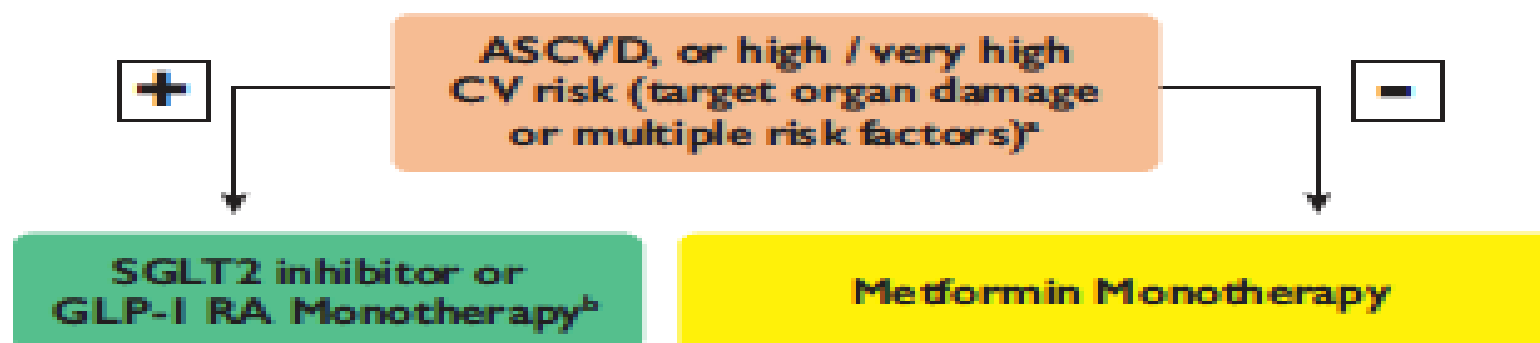 ASCVD, or high / very high
+
CV risk (target organ damage
-
or multiple risk factors)ᵃ
SGLT2 inhibitor or
GLP-1 RA Monotherapyᵇ
Metformin Monotherapy